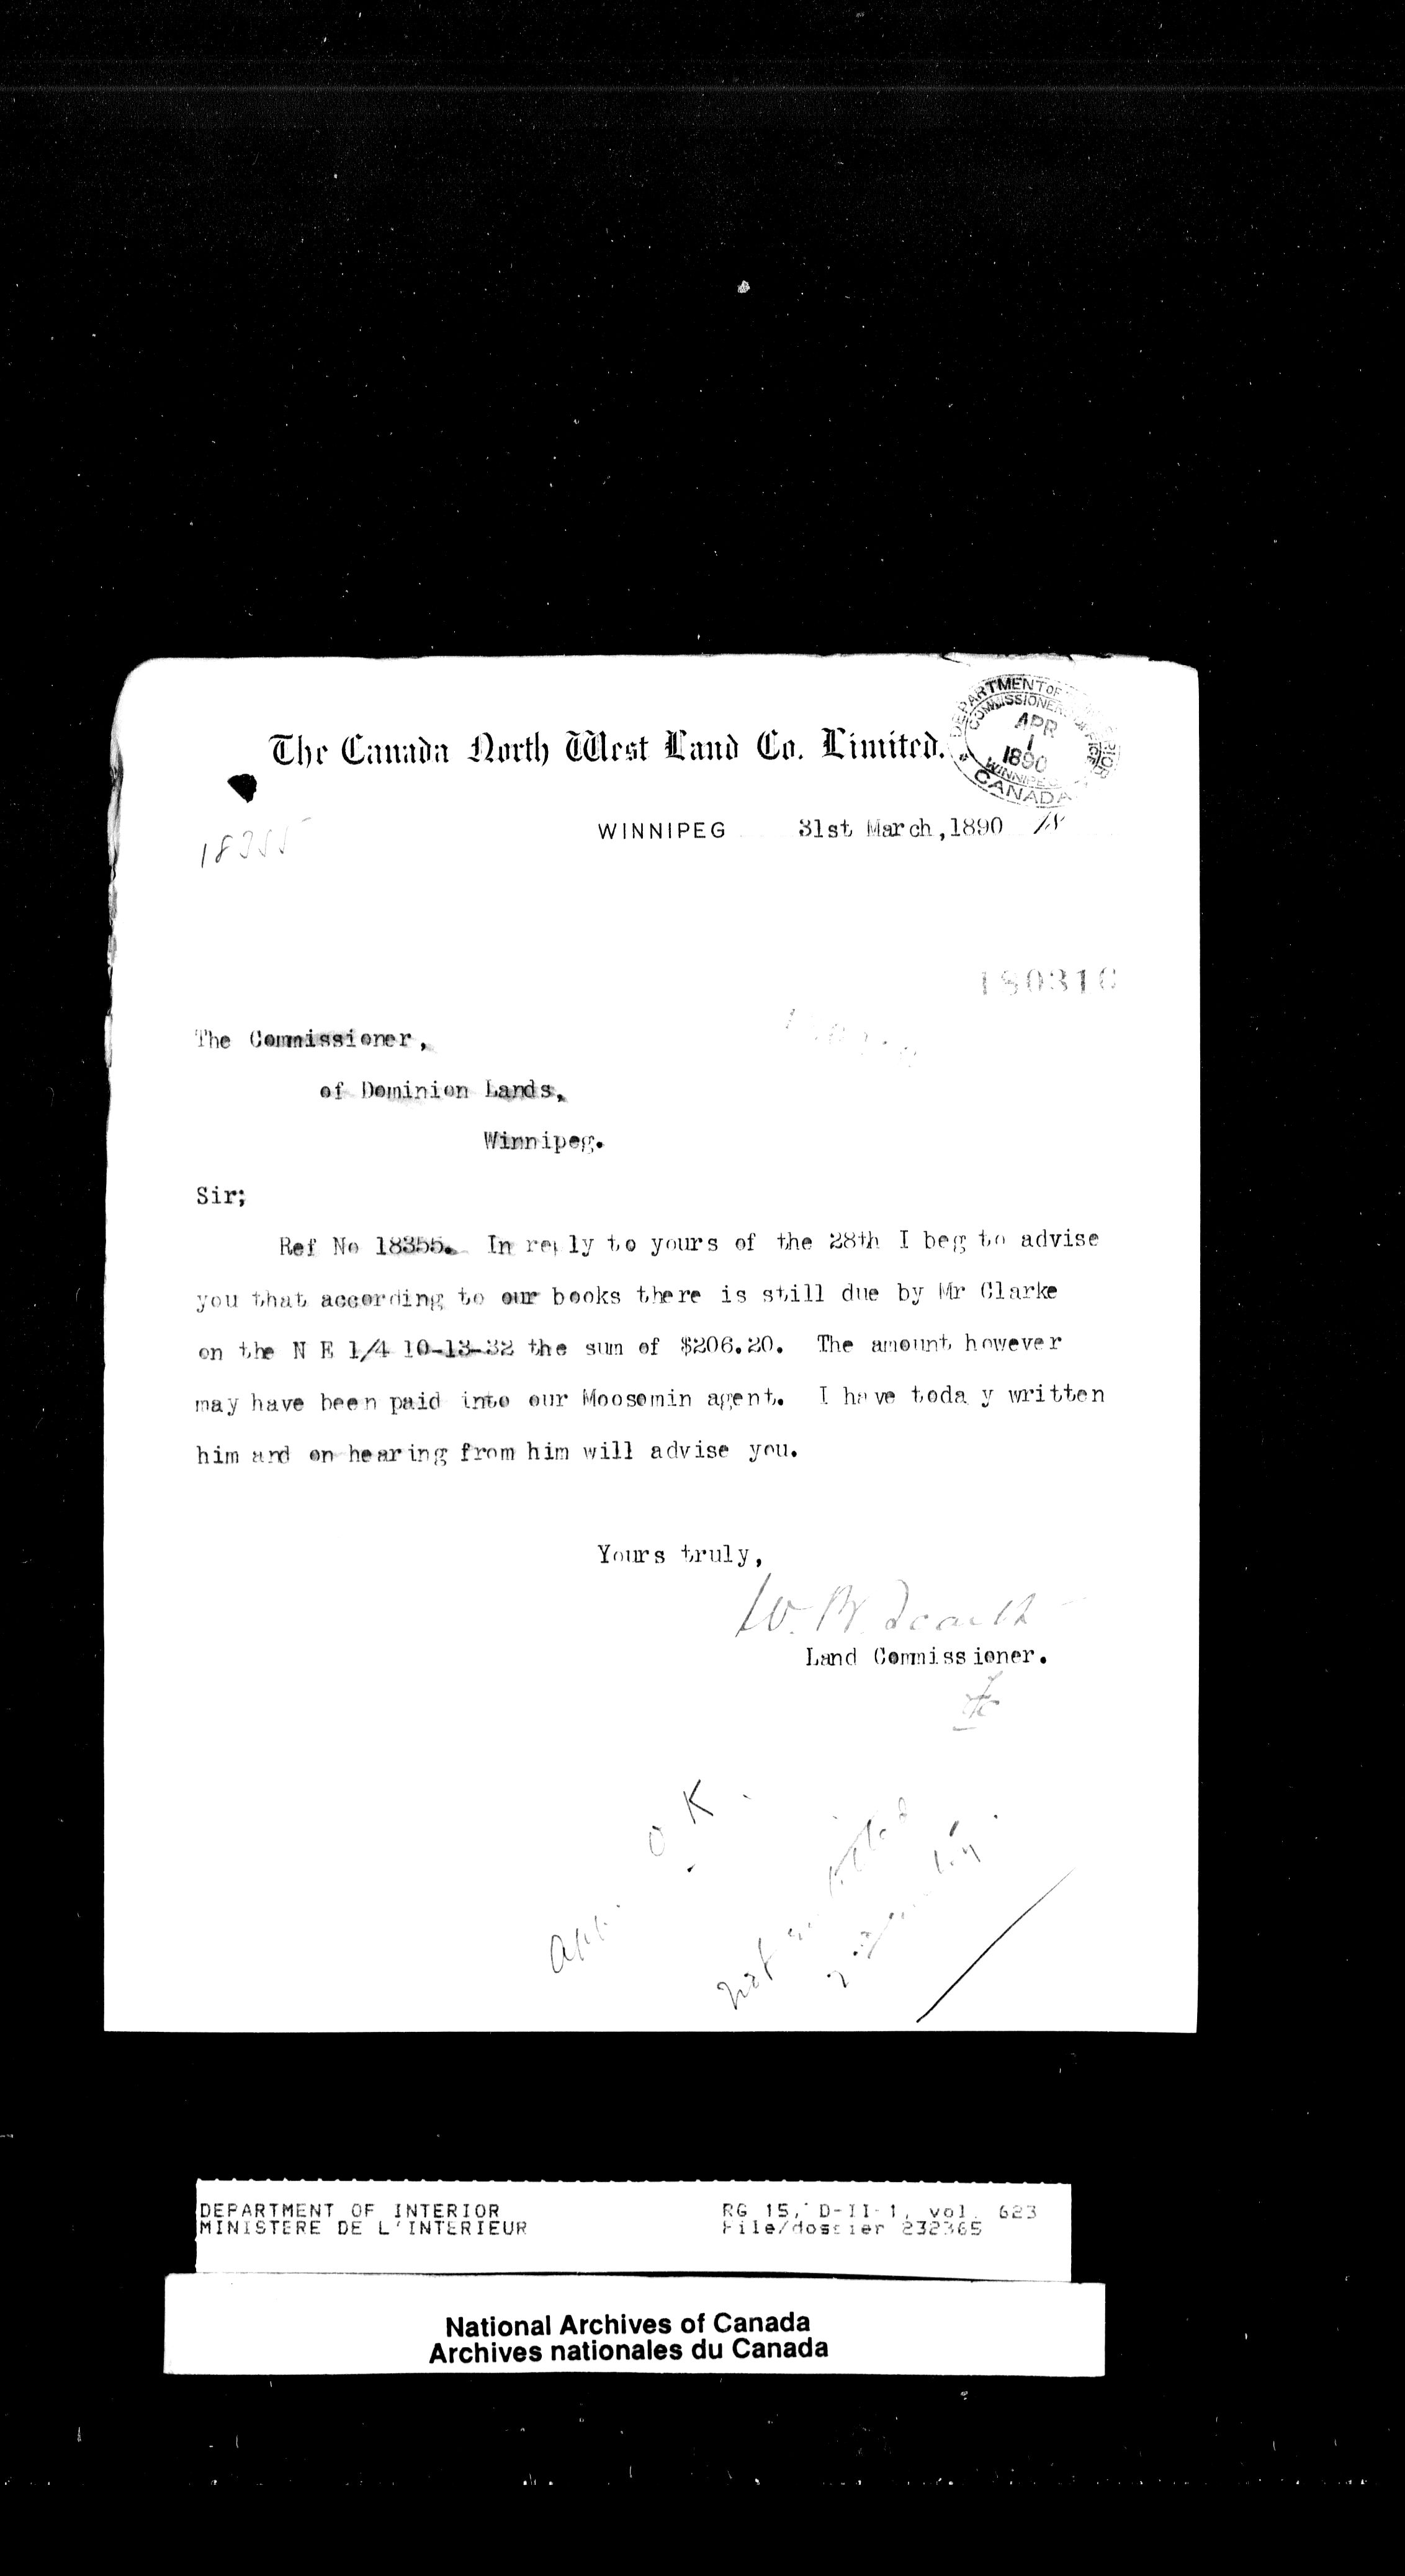 The Canada North West Land Co. Limited.
DEPARTMENT OF
COMMISSIONER
APR
1
1890
WINNIPEG
CANADA
18355
WINNIPEG 31st March,1890 18
180310
The Commissioner,
of Dominion Lands,
Winnipeg.
Sir;
Ref No 18355. In reply to yours of the 28th I beg to advise
you that according to our books there is still due by Mr Clarke
on the N E 1/4 10-13-32 the sum of $206.20. The amount however
may have been paid into our Moosomin agent. I have toda y written
him and on hearing from him will advise you.
Yours truly,
W. B. Scarth
Land Commissioner.
O K.
not
DEPARTMENT OF INTERIOR RG 15, D-II-1, vol. 623
MINISTERE DE L'INTERIEUR File/dossier 232365
National Archives of Canada
Archives nationales du Canada